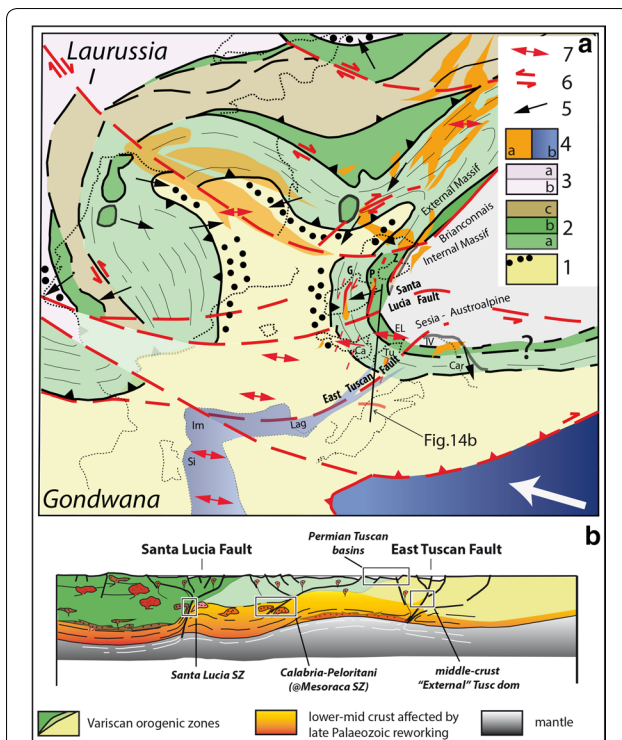 a
Laurussia
7
6
5
a
b
4
a
b
3
c
b
a
2
1
External Massif
Brianconnais
Internal Massif
Z
G
P
Santa
Lucia Fault
Sesia - Austroalpine
EL
IV
Ca
Tu
Car
?
East Tuscan Fault
Im
Lag
Si
Fig.14b
Gondwana
b
Permian Tuscan
basins
Santa Lucia Fault
East Tuscan Fault
Santa Lucia SZ
Calabria-Peloritani
(@Mesoraca SZ)
middle-crust
“External” Tusc dom
Variscan orogenic zones
lower-mid crust affected by
late Palaeozoic reworking
mantle